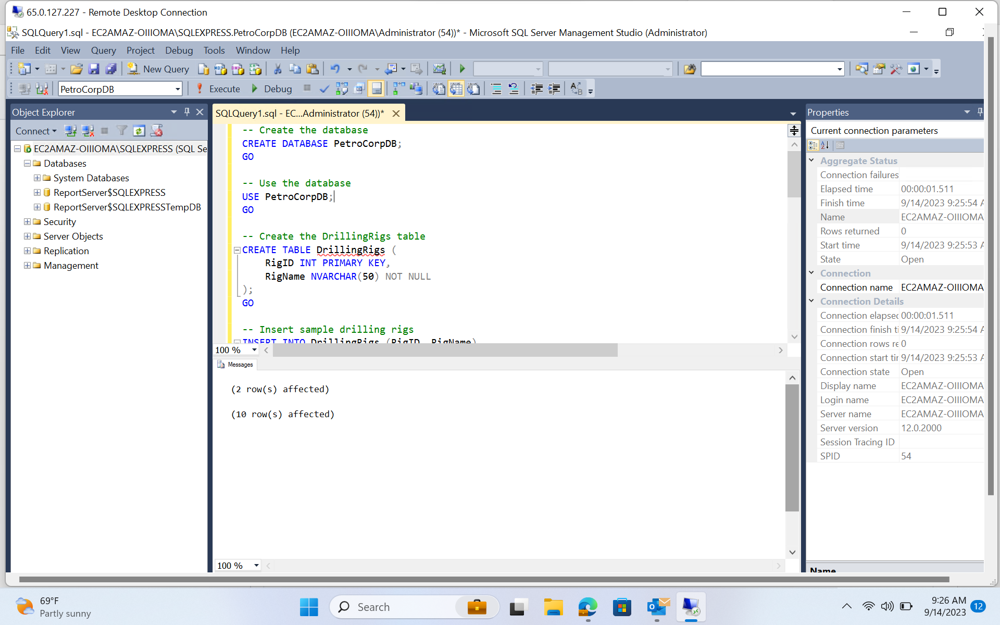 65.0.127.227 - Remote Desktop Connection
SQLQuery1.sql - EC2AMAZ-OIIIOMA\SQLEXPRESS.PetroCorpDB (EC2AMAZ-OIIIOMA\Administrator (54))* - Microsoft SQL Server Management Studio (Administrator)
File Edit View Query Project Debug Tools Window Help
New Query
PetroCorpDB Execute Debug
Object Explorer
Connect
EC2AMAZ-OIIIOMA\SQLEXPRESS (SQL Se
Databases
System Databases
ReportServer$SQLEXPRESS
ReportServer$SQLEXPRESSTempDB
Security
Server Objects
Replication
Management
SQLQuery1.sql - EC...Administrator (54))*
-- Create the database
CREATE DATABASE PetroCorpDB;
GO
-- Use the database
USE PetroCorpDB;
GO
-- Create the DrillingRigs table
CREATE TABLE DrillingRigs (
RigID INT PRIMARY KEY,
RigName NVARCHAR(50) NOT NULL
);
GO
-- Insert sample drilling rigs
INSERT INTO DrillingRigs (RigID, RigName)
100 %
Messages
(2 row(s) affected)
(10 row(s) affected)
100 %
Properties
Current connection parameters
Aggregate Status
Connection failures
Elapsed time 00:00:01.511
Finish time 9/14/2023 9:25:54 A
Name EC2AMAZ-OIIIOMA
Rows returned 0
Start time 9/14/2023 9:25:53 A
State Open
Connection
Connection name EC2AMAZ-OIIIOMA
Connection Details
Connection elapsec 00:00:01.511
Connection finish ti 9/14/2023 9:25:54 A
Connection rows re 0
Connection start tir 9/14/2023 9:25:53 A
Connection state Open
Display name EC2AMAZ-OIIIOMA
Login name EC2AMAZ-OIIIOMA
Server name EC2AMAZ-OIIIOMA
Server version 12.0.2000
Session Tracing ID
SPID 54
Name
69°F
Partly sunny
Search
9:26 AM
9/14/2023
12